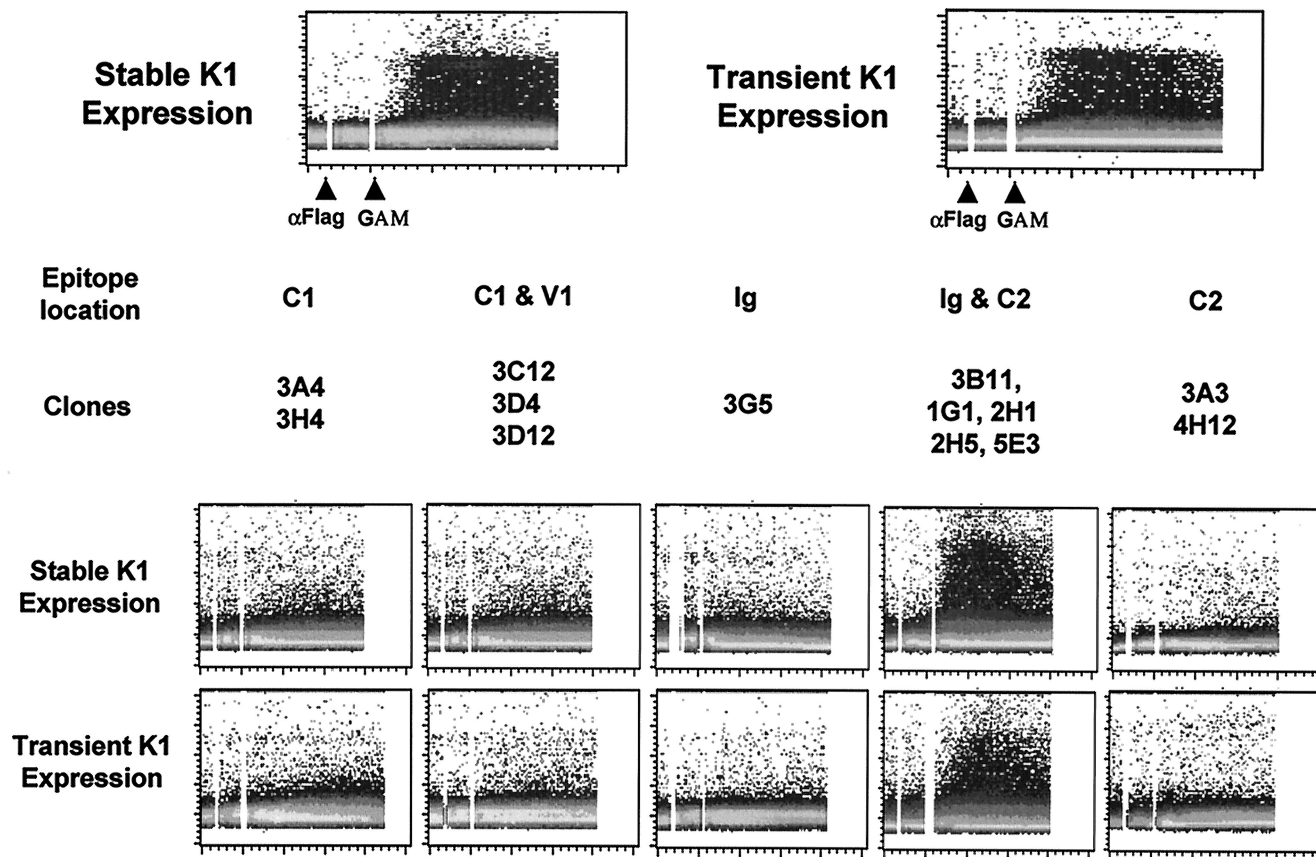 Stable K1
Expression
Transient K1
Expression
αFlag GAM
αFlag GAM
Epitope
location
C1
C1 & V1
Ig
Ig & C2
C2
Clones
3A4
3H4
3C12
3D4
3D12
3G5
3B11,
1G1, 2H1
2H5, 5E3
3A3
4H12
Stable K1
Expression
Transient K1
Expression